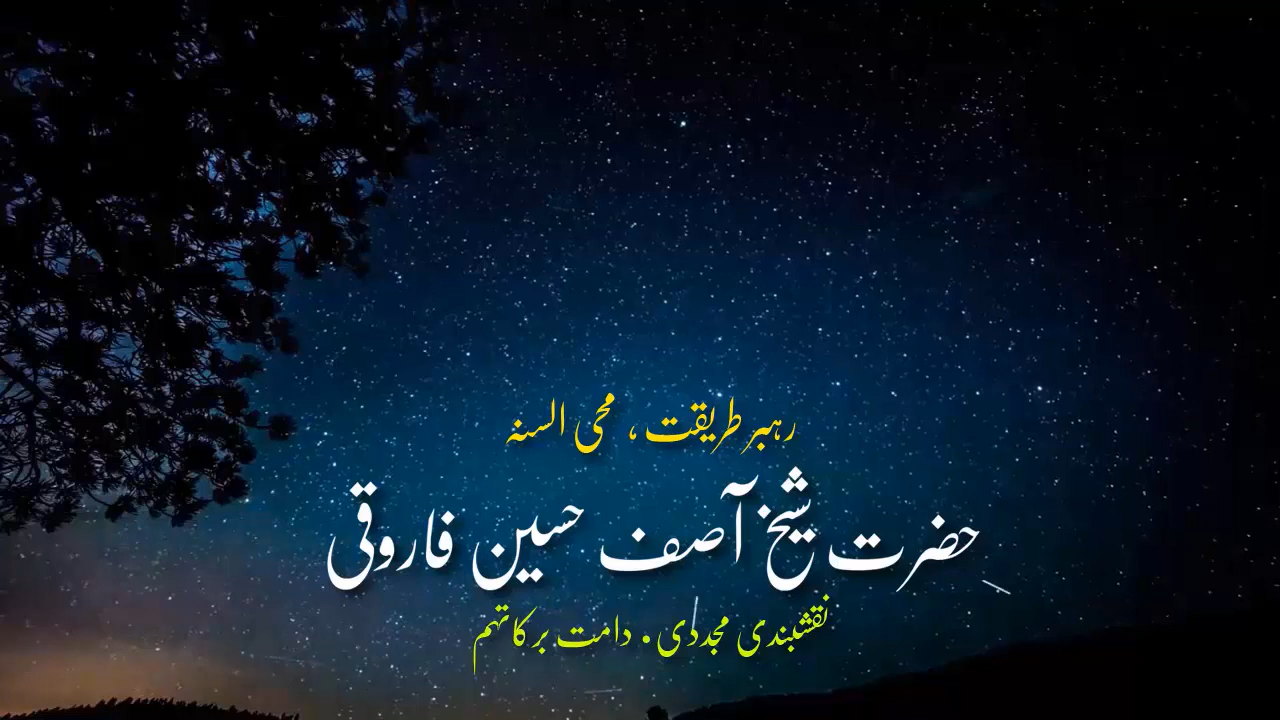 رہبر طریقت، محی السنہ
حضرت شیخ آصف حسین فاروقی
نقشبندی مجددی۔ دامت برکاتہم